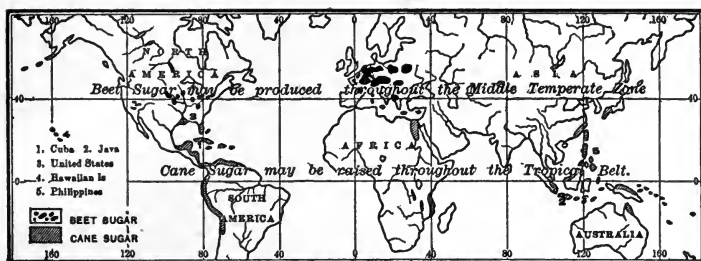 160 120 80 40 0 40 80 120 160
NORTH
AMERICA
ASIA
Beet Sugar may be produced throughout the Middle Temperate Zone
40 40
1. Cuba 2. Java
3. United States
4. Hawaiian Is
5. Philippines
AFRICA
Cane Sugar may be raised throughout the Tropical Belt.
0 0
SOUTH
AMERICA
BEET SUGAR
CANE SUGAR
AUSTRALIA
160 120 80 40 0 40 80 120 160